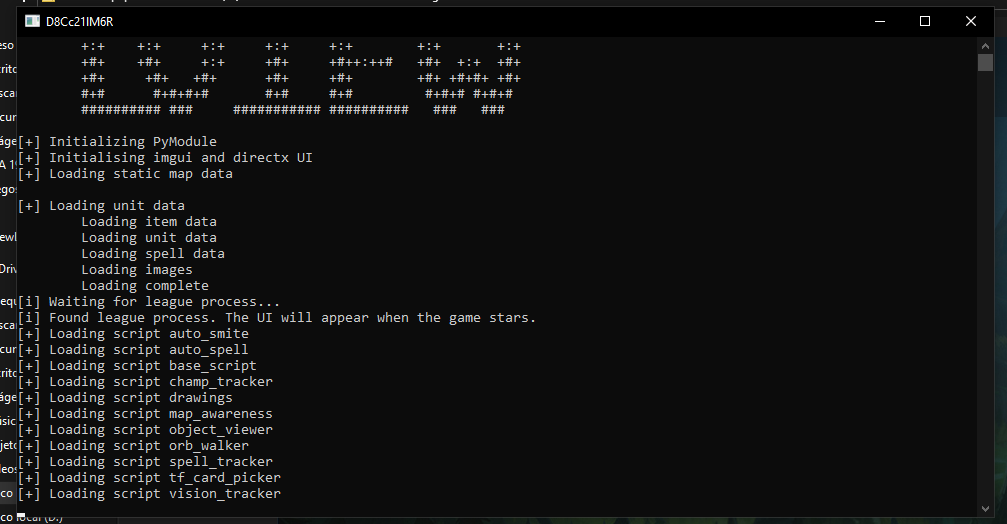 D8Cc21IM6R
+:+ +:+ +:+ +:+ +:+ +:+ +:+
+#+ +#+ +:+ +#+ +#++:++# +#+ +:+ +#+
+#+ +#+ +#+ +#+ +#+ +#+ +#+#+ +#+
#+# #+#+#+# #+# #+# #+#+# #+#+#
########## ### ########### ########## ### ###
[+] Initializing PyModule
[+] Initialising imgui and directx UI
[+] Loading static map data
[+] Loading unit data
Loading item data
Loading unit data
Loading spell data
Loading images
Loading complete
[i] Waiting for league process...
[i] Found league process. The UI will appear when the game stars.
[+] Loading script auto_smite
[+] Loading script auto_spell
[+] Loading script base_script
[+] Loading script champ_tracker
[+] Loading script drawings
[+] Loading script map_awareness
[+] Loading script object_viewer
[+] Loading script orb_walker
[+] Loading script spell_tracker
[+] Loading script tf_card_picker
[+] Loading script vision_tracker